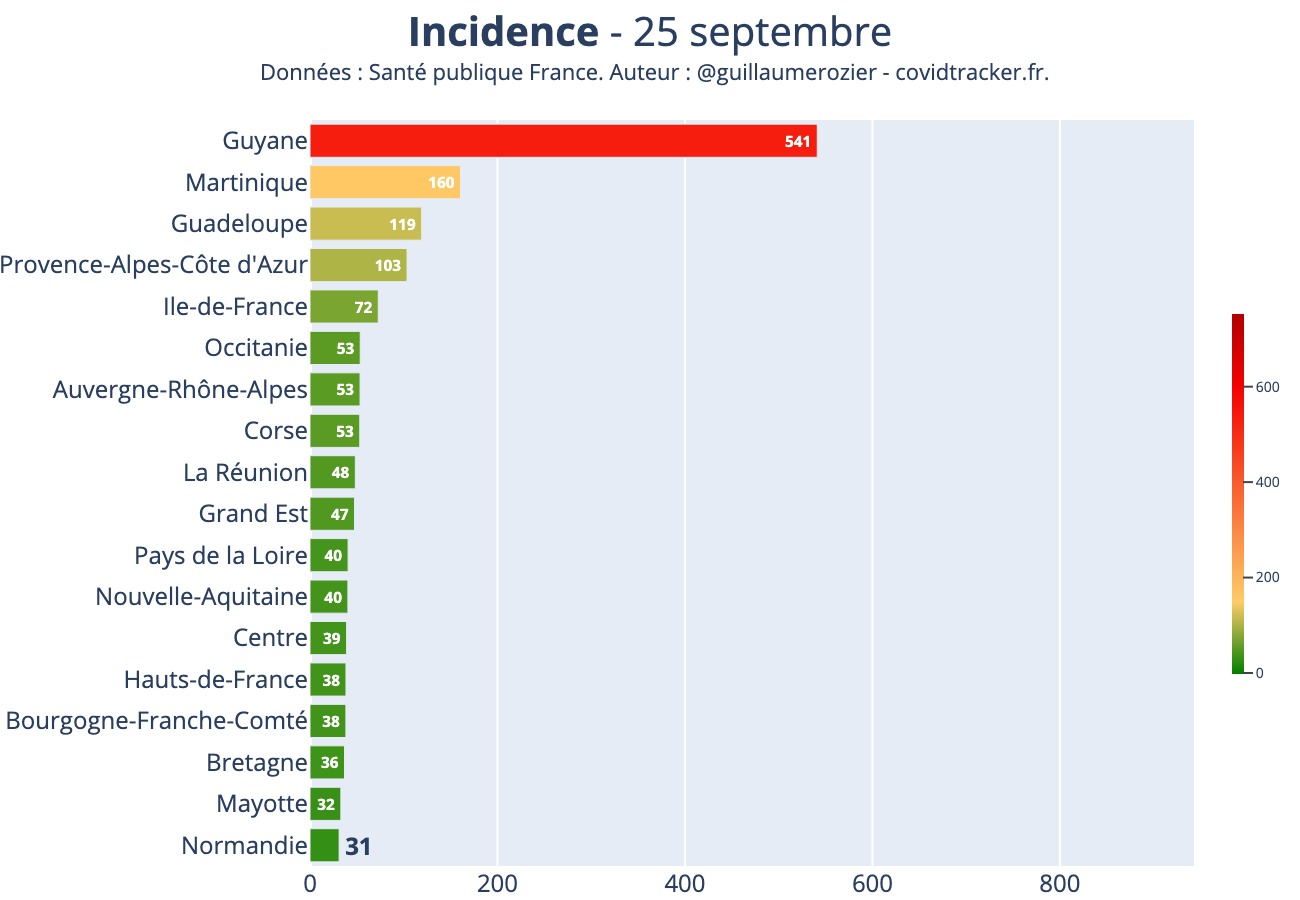 Incidence - 25 septembre
Données : Santé publique France. Auteur : @guillaumerozier - covidtracker.fr.
Guyane 541
Martinique 160
Guadeloupe 119
Provence-Alpes-Côte d'Azur 103
Ile-de-France 72
Occitanie 53
Auvergne-Rhône-Alpes 53
Corse 53
La Réunion 48
Grand Est 47
Pays de la Loire 40
Nouvelle-Aquitaine 40
Centre 39
Hauts-de-France 38
Bourgogne-Franche-Comté 38
Bretagne 36
Mayotte 32
Normandie 31
0 200 400 600 800
600
400
200
0